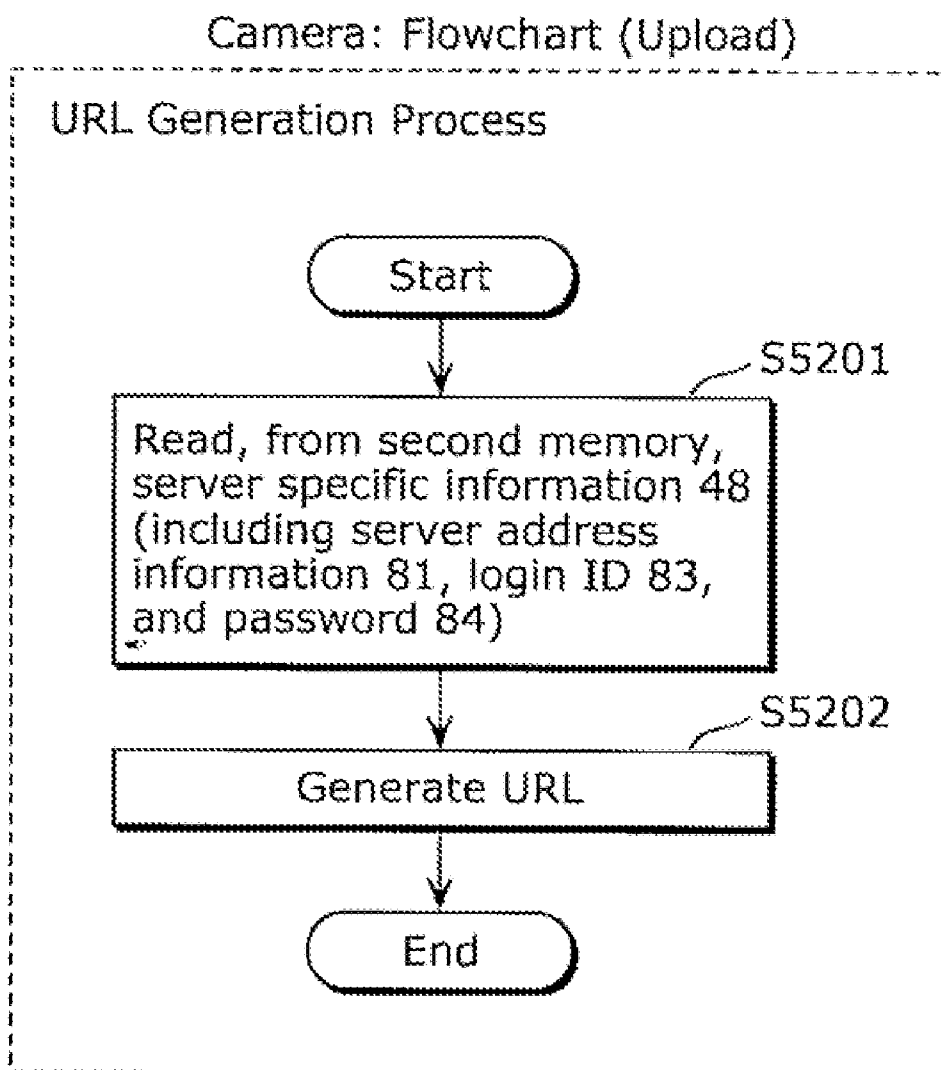 Camera: Flowchart (Upload)
URL Generation Process
Start
S5201
Read, from second memory,
server specific information 48
(including server address
information 81, login ID 83,
and password 84)
S5202
Generate URL
End